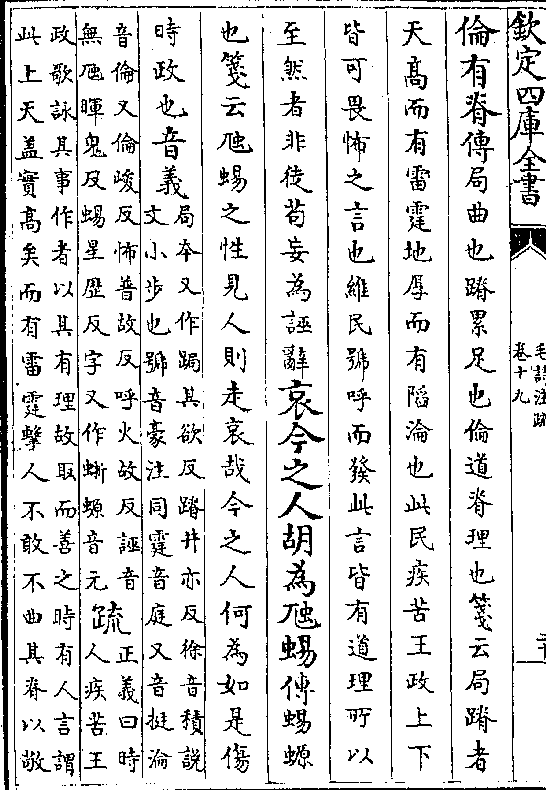 欽定四庫全書
毛詩注疏
卷十九
二十
倫有脊傳局曲也蹐累足也倫道脊理也箋云局蹐者
天髙而有雷霆地厚而有䧟淪也此民疾苦王政上下
皆可畏怖之言也維民號呼而發此言皆有道理所以
至然者非徒苟妄為誣辭哀今之人胡為虺蜴傳蜴螈
也箋云虺蜴之性見人則走哀哉今之人何為如是傷
時政也音義
局本又作跼其欲反蹐井亦反徐音積說
文小步也號音豪注同霆音庭又音挺淪
音倫又倫峻反怖普故反呼火故反誣音
無虺暉鬼反蜴星歷反字又作蜥螈音元
疏
正義曰時
人疾苦王
政歌詠其事作者以其有理故取而善之時有人言謂
此上天盖實髙矣而有雷霆擊人不敢不曲其脊以敬